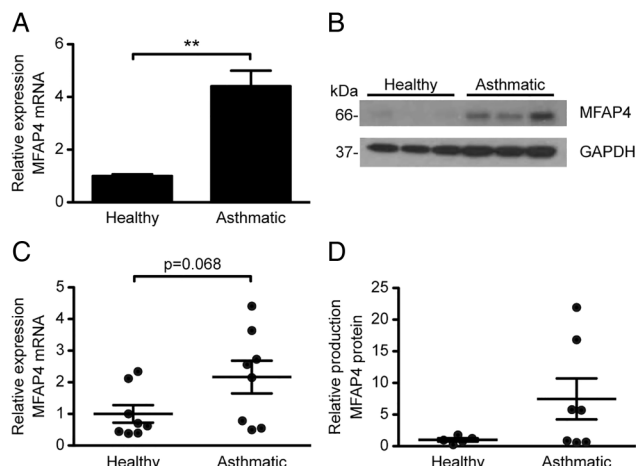 A
Relative expression
MFAP4 mRNA
6
4
2
0
**
Healthy
Asthmatic
B
kDa
Healthy
Asthmatic
66-
MFAP4
37-
GAPDH
C
Relative expression
MFAP4 mRNA
5
4
3
2
1
0
p=0.068
Healthy
Asthmatic
D
Relative production
MFAP4 protein
25
20
15
10
5
0
Healthy
Asthmatic